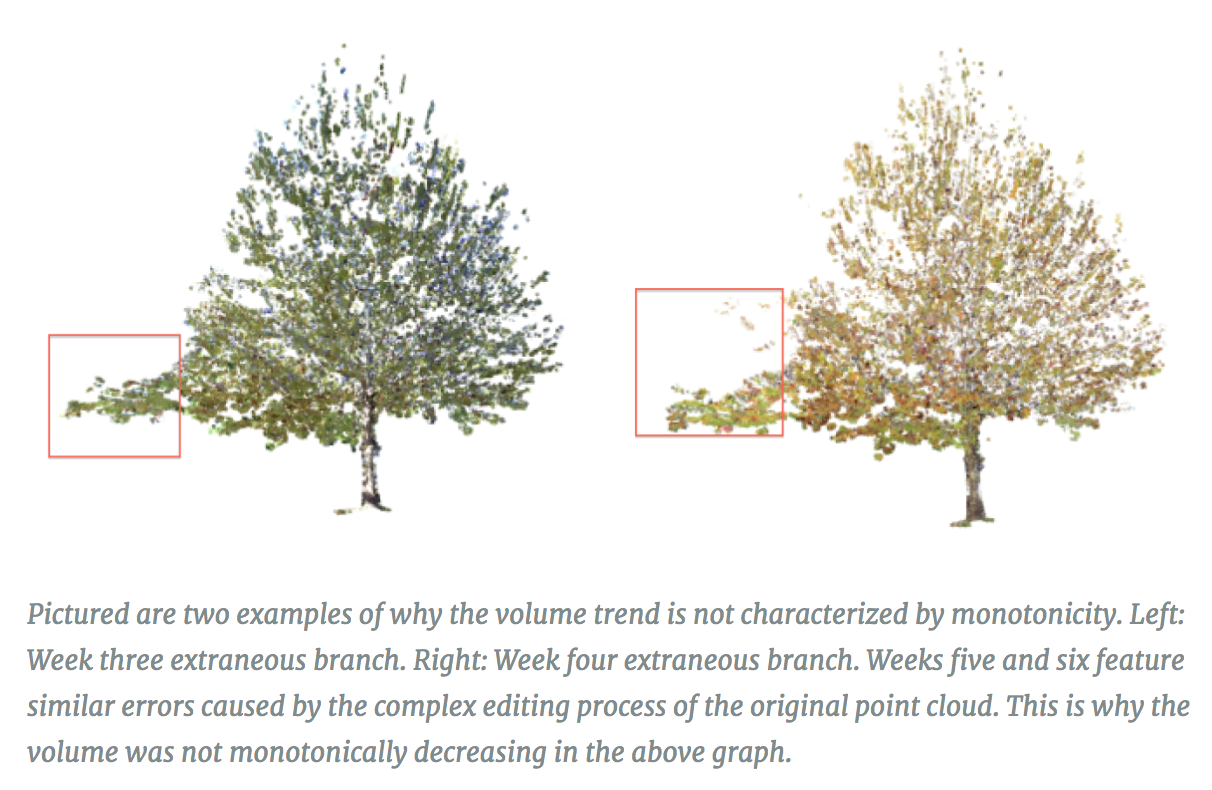 Pictured are two examples of why the volume trend is not characterized by monotonicity. Left:
Week three extraneous branch. Right: Week four extraneous branch. Weeks five and six feature
similar errors caused by the complex editing process of the original point cloud. This is why the
volume was not monotonically decreasing in the above graph.